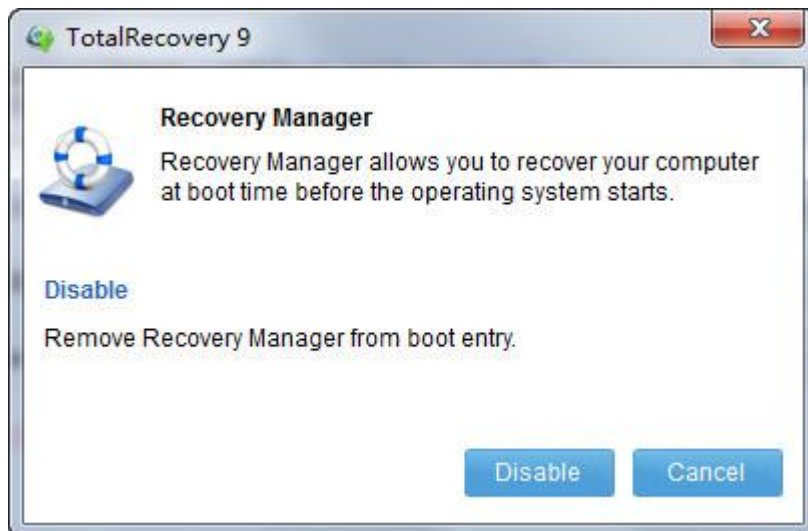 TotalRecovery 9
Recovery Manager
Recovery Manager allows you to recover your computer
at boot time before the operating system starts.
Disable
Remove Recovery Manager from boot entry.
Disable Cancel